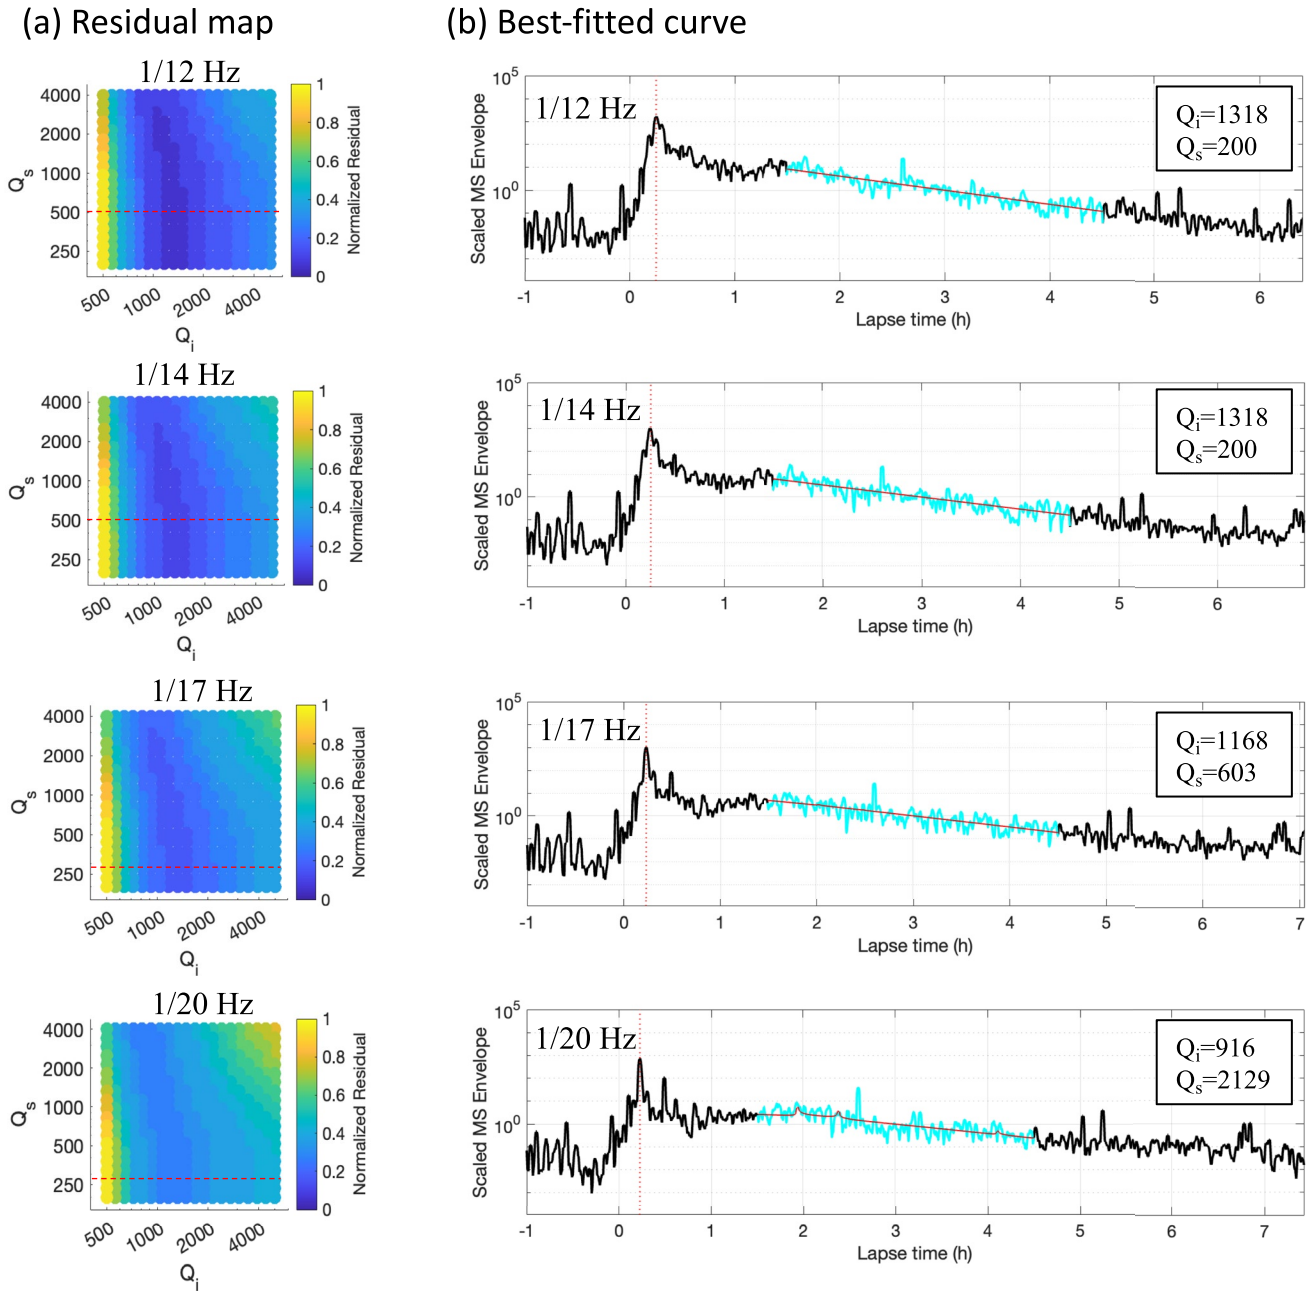 (a) Residual map
(b) Best-fitted curve
1/12 Hz
4000
2000
1000
500
250
Qs
500
1000
2000
4000
Qi
1
0.8
0.6
0.4
0.2
0
Normalized Residual
1/12 Hz
10^5
10^0
Scaled MS Envelope
Qi=1318
Qs=200
-1 0 1 2 3 4 5 6
Lapse time (h)
1/14 Hz
4000
2000
1000
500
250
Qs
500
1000
2000
4000
Qi
1
0.8
0.6
0.4
0.2
0
Normalized Residual
1/14 Hz
10^5
10^0
Scaled MS Envelope
Qi=1318
Qs=200
-1 0 1 2 3 4 5 6
Lapse time (h)
1/17 Hz
4000
2000
1000
500
250
Qs
500
1000
2000
4000
Qi
1
0.8
0.6
0.4
0.2
0
Normalized Residual
1/17 Hz
10^5
10^0
Scaled MS Envelope
Qi=1168
Qs=603
-1 0 1 2 3 4 5 6 7
Lapse time (h)
1/20 Hz
4000
2000
1000
500
250
Qs
500
1000
2000
4000
Qi
1
0.8
0.6
0.4
0.2
0
Normalized Residual
1/20 Hz
10^5
10^0
Scaled MS Envelope
Qi=916
Qs=2129
-1 0 1 2 3 4 5 6 7
Lapse time (h)